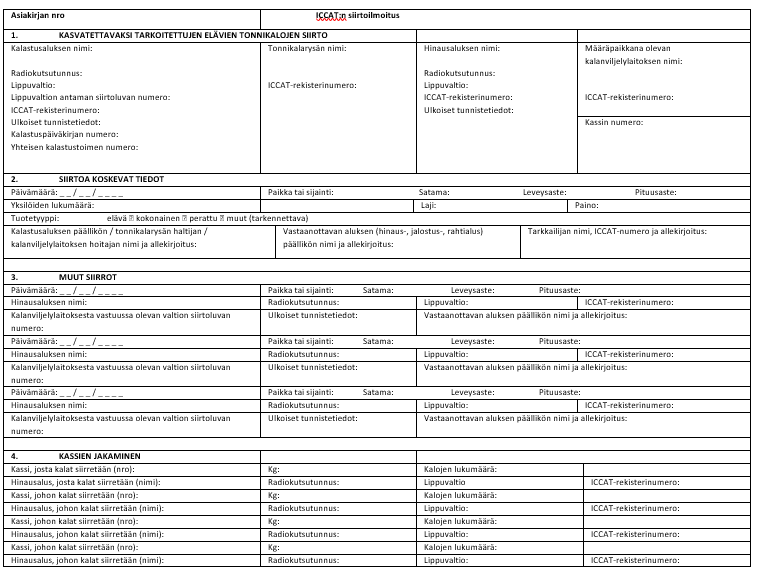 Asiakirjan nro ICCAT:n siirtoilmoitus
1. KASVATETTAVAKSI TARKOITETTUJEN ELÄVIEN TONNIKALOJEN SIIRTO
Kalastusaluksen nimi: Tonnikalarysän nimi: Hinausaluksen nimi: Määräpaikkana olevan
kalanviljelylaitoksen nimi:
Radiokutsutunnus: Radiokutsutunnus:
Lippuvaltio: ICCAT-rekisterinumero: Lippuvaltio:
Lippuvaltion antaman siirtoluvan numero: ICCAT-rekisterinumero: ICCAT-rekisterinumero:
ICCAT-rekisterinumero: Ulkoiset tunnistetiedot:
Ulkoiset tunnistetiedot: Kassin numero:
Kalastuspäiväkirjan numero:
Yhteisen kalastustoimen numero:
2. SIIRTOA KOSKEVAT TIEDOT
Päivämäärä: _ _ / _ _ / _ _ _ _ Paikka tai sijainti: Satama: Leveysaste: Pituusaste:
Yksilöiden lukumäärä: Laji: Paino:
Tuotetyyppi: elävä ⍰ kokonainen ⍰ perattu ⍰ muut (tarkennettava)
Kalastusaluksen päällikön / tonnikalarysän haltijan / Vastaanottavan aluksen (hinaus-, jalostus-, rahtialus) Tarkkailijan nimi, ICCAT-numero ja allekirjoitus:
kalanviljelylaitoksen hoitajan nimi ja allekirjoitus: päällikön nimi ja allekirjoitus:
3. MUUT SIIRROT
Päivämäärä: _ _ / _ _ / _ _ _ _ Paikka tai sijainti: Satama: Leveysaste: Pituusaste:
Hinausaluksen nimi: Radiokutsutunnus: Lippuvaltio: ICCAT-rekisterinumero:
Kalanviljelylaitoksesta vastuussa olevan valtion siirtoluvan Ulkoiset tunnistetiedot: Vastaanottavan aluksen päällikön nimi ja allekirjoitus:
numero:
Päivämäärä: _ _ / _ _ / _ _ _ _ Paikka tai sijainti: Satama: Leveysaste: Pituusaste:
Hinausaluksen nimi: Radiokutsutunnus: Lippuvaltio: ICCAT-rekisterinumero:
Kalanviljelylaitoksesta vastuussa olevan valtion siirtoluvan Ulkoiset tunnistetiedot: Vastaanottavan aluksen päällikön nimi ja allekirjoitus:
numero:
Päivämäärä: _ _ / _ _ / _ _ _ _ Paikka tai sijainti: Satama: Leveysaste: Pituusaste:
Hinausaluksen nimi: Radiokutsutunnus: Lippuvaltio: ICCAT-rekisterinumero:
Kalanviljelylaitoksesta vastuussa olevan valtion siirtoluvan Ulkoiset tunnistetiedot: Vastaanottavan aluksen päällikön nimi ja allekirjoitus:
numero:
4. KASSIEN JAKAMINEN
Kassi, josta kalat siirretään (nro): Kg: Kalojen lukumäärä:
Hinausalus, josta kalat siirretään (nimi): Radiokutsutunnus: Lippuvaltio ICCAT-rekisterinumero:
Kassi, johon kalat siirretään (nro): Kg: Kalojen lukumäärä:
Hinausalus, johon kalat siirretään (nimi): Radiokutsutunnus: Lippuvaltio: ICCAT-rekisterinumero:
Kassi, johon kalat siirretään (nro): Kg: Kalojen lukumäärä:
Hinausalus, johon kalat siirretään (nimi): Radiokutsutunnus: Lippuvaltio: ICCAT-rekisterinumero:
Kassi, johon kalat siirretään (nro): Kg: Kalojen lukumäärä:
Hinausalus, johon kalat siirretään (nimi): Radiokutsutunnus: Lippuvaltio: ICCAT-rekisterinumero: